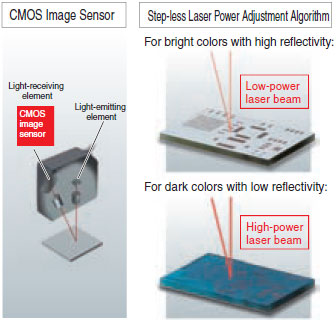 CMOS Image Sensor
Light-receiving
element
Light-emitting
element
CMOS
image
sensor
Step-less Laser Power Adjustment Algorithm
For bright colors with high reflectivity:
Low-power
laser beam
For dark colors with low reflectivity:
High-power
laser beam